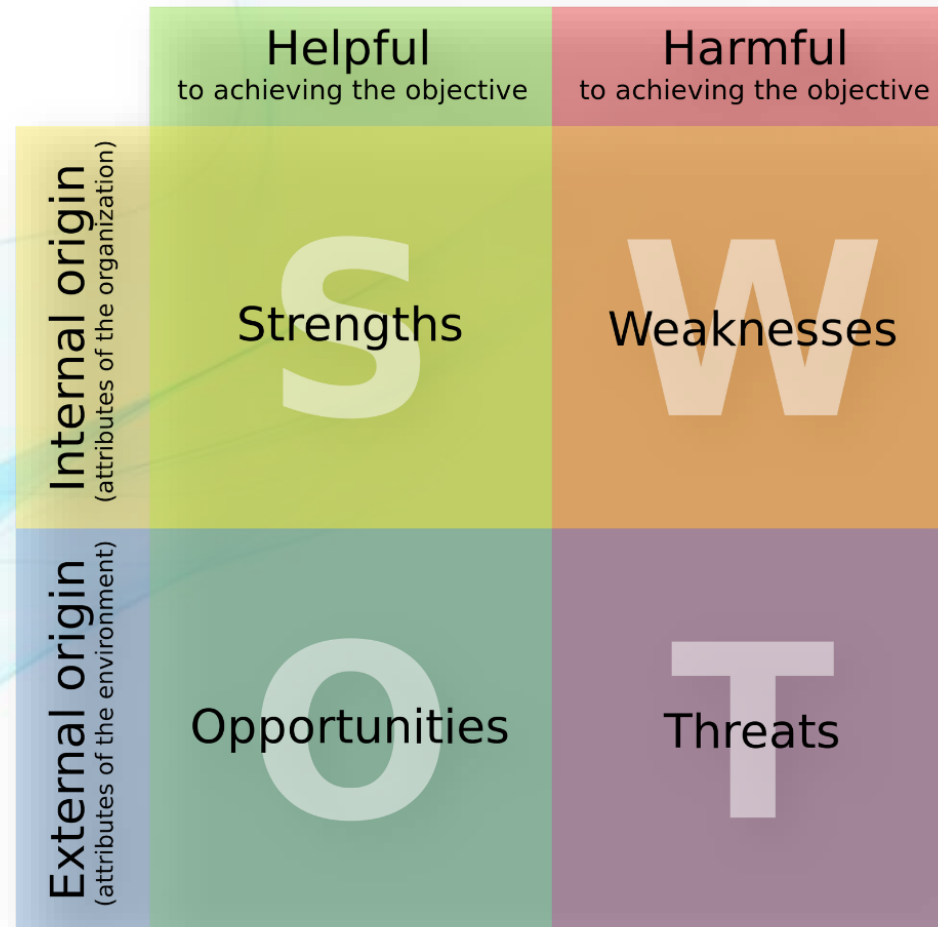 Helpful
to achieving the objective
Harmful
to achieving the objective
Internal origin
(attributes of the organization)
S
Strengths
W
Weaknesses
External origin
(attributes of the environment)
O
Opportunities
T
Threats